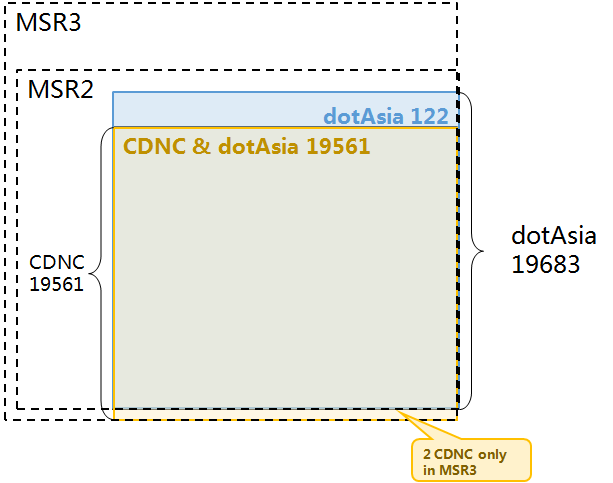 MSR3
MSR2
dotAsia 122
CDNC & dotAsia 19561
CDNC
19561
dotAsia
19683
2 CDNC only
in MSR3